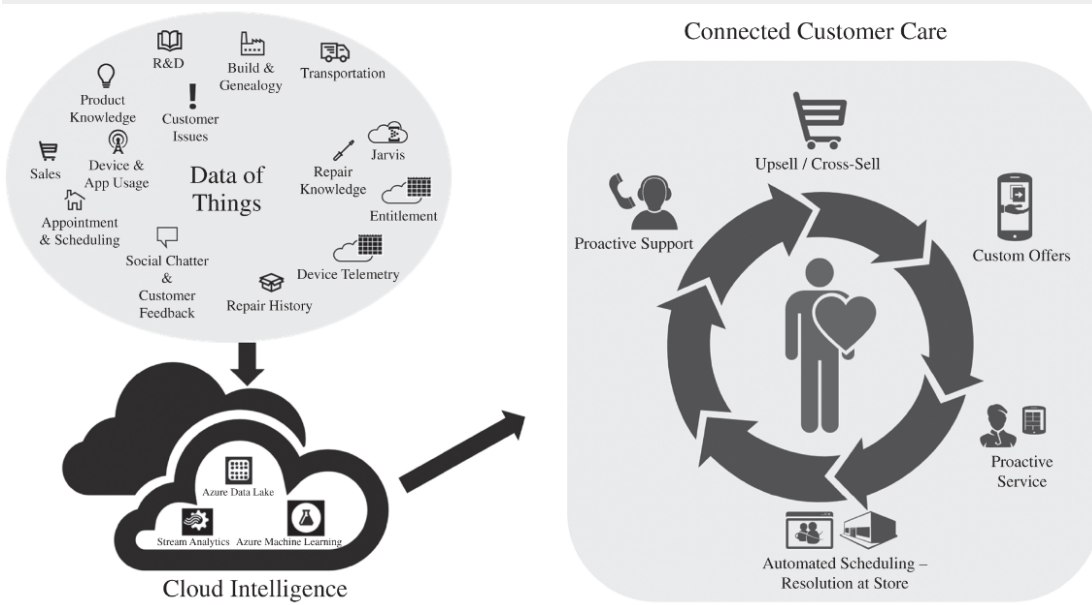 R&D
Build &
Genealogy
Transportation
Product
Knowledge
Customer
Issues
Sales
Device &
App Usage
Data of
Things
Repair
Knowledge
Jarvis
Entitlement
Appointment
& Scheduling
Social Chatter
&
Customer
Feedback
Device Telemetry
Repair History
Azure Data Lake
Stream Analytics
Azure Machine Learning
Cloud Intelligence
Connected Customer Care
Upsell / Cross-Sell
Proactive Support
Custom Offers
Proactive
Service
Automated Scheduling –
Resolution at Store